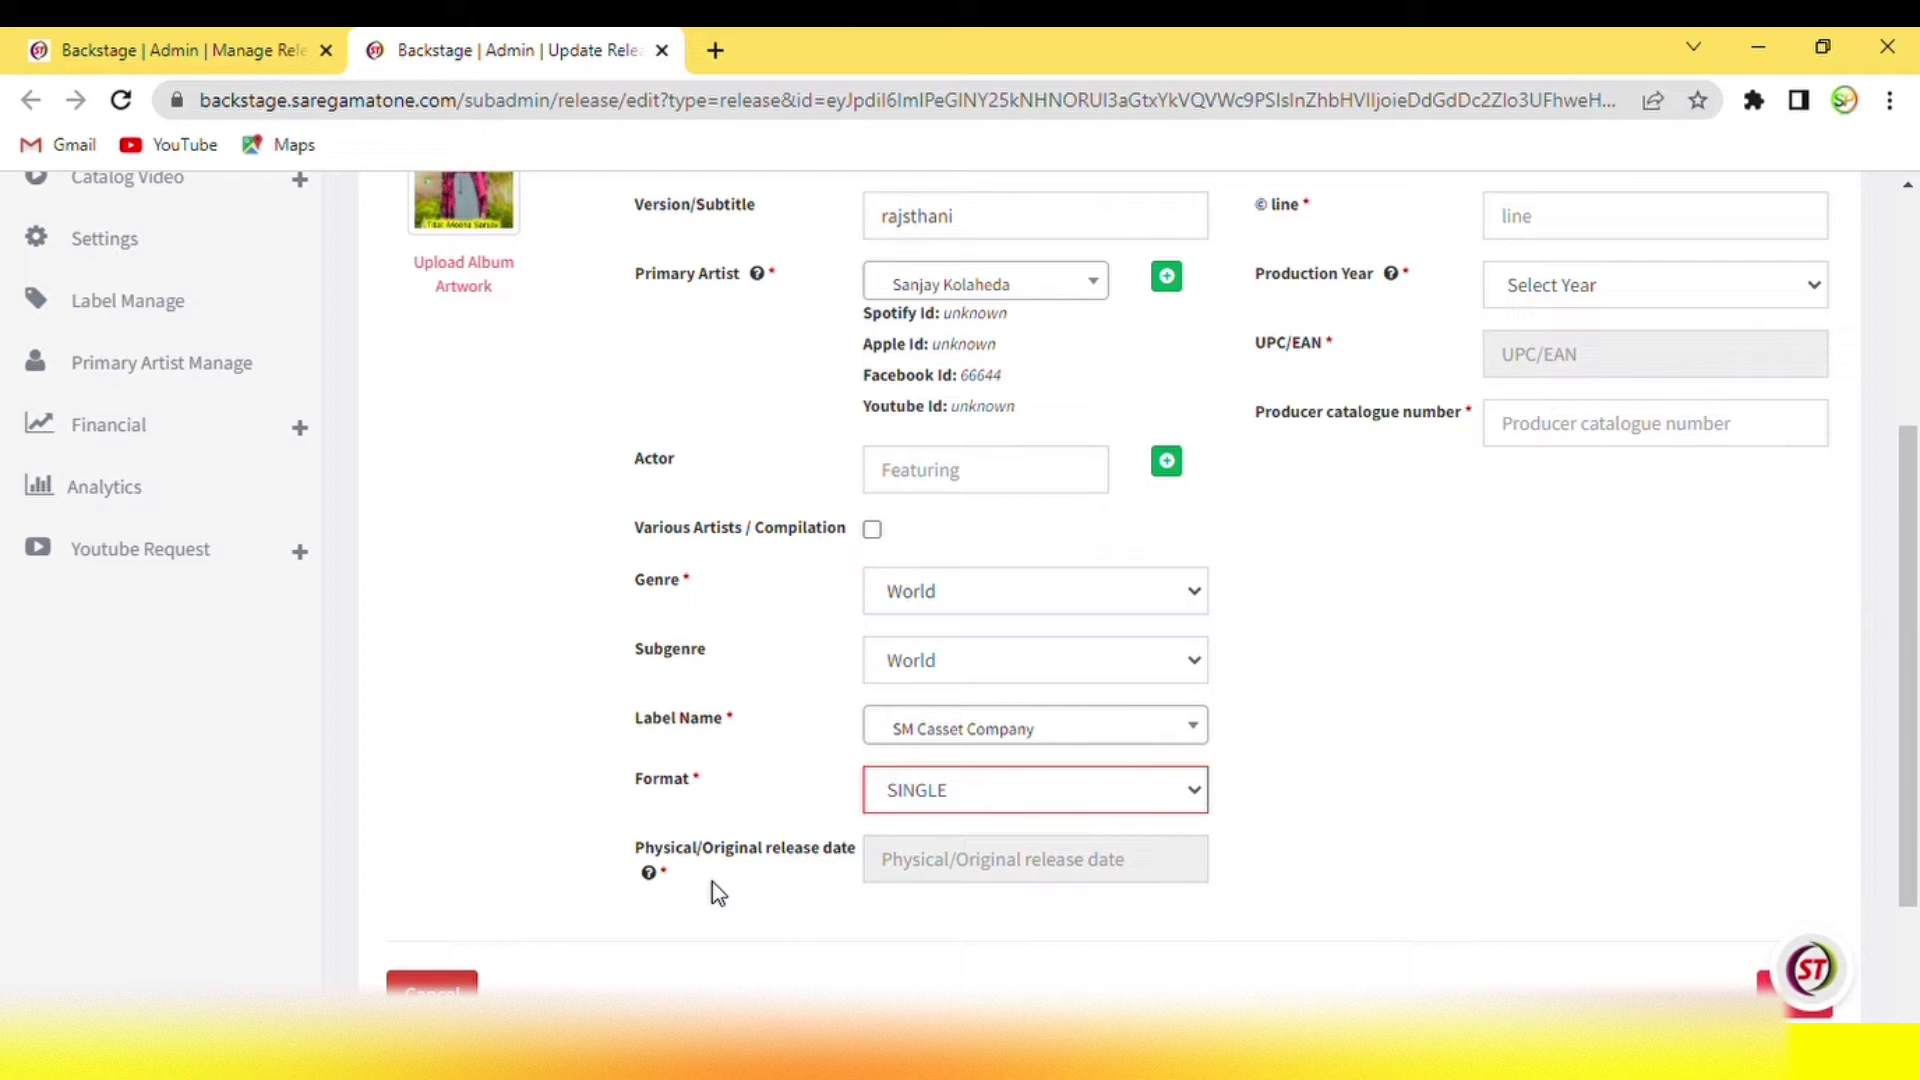 Backstage | Admin | Manage Rele
Backstage | Admin | Update Relea
backstage.saregamatone.com/subadmin/release/edit?type=release&id=eyJpdiI6ImIPeGlNY25kNHNORUI3aGtxYkVQVWc9PSIsInZhbHVlIjoieDdGdDc2Zlo3UFhweH...
Gmail
YouTube
Maps
Catalog Video
Settings
Label Manage
Primary Artist Manage
Financial
Analytics
Youtube Request
Upload Album
Artwork
Version/Subtitle
rajsthani
Primary Artist *
Sanjay Kolaheda
Spotify Id: unknown
Apple Id: unknown
Facebook Id: 66644
Youtube Id: unknown
Actor
Featuring
Various Artists / Compilation
Genre *
World
Subgenre
World
Label Name *
SM Casset Company
Format *
SINGLE
Physical/Original release date
*
Physical/Original release date
© line *
line
Production Year *
Select Year
UPC/EAN *
UPC/EAN
Producer catalogue number *
Producer catalogue number
Cancel
ST